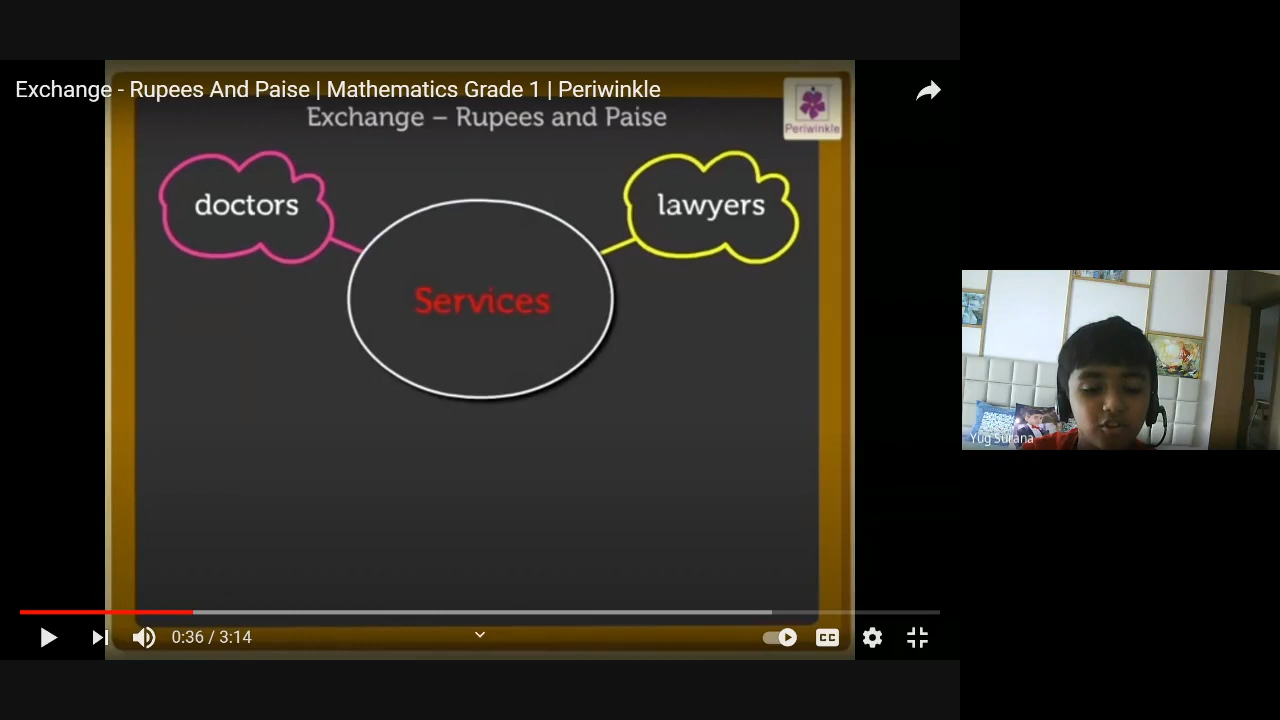 Exchange - Rupees And Paise | Mathematics Grade 1 | Periwinkle
Exchange – Rupees and Paise
Periwinkle
doctors
lawyers
Services
Yug Surana
0:36 / 3:14
CC